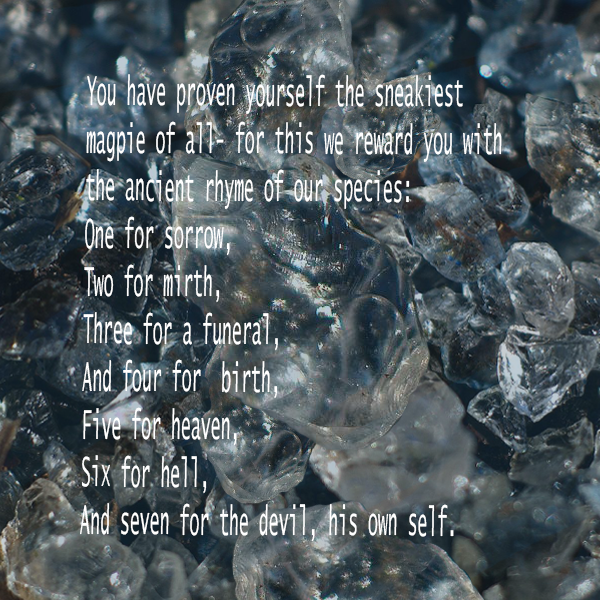 You have proven yourself the sneakiest
magpie of all- for this we reward you with
the ancient rhyme of our species:
One for sorrow,
Two for mirth,
Three for a funeral,
And four for  birth,
Five for heaven,
Six for hell,
And seven for the devil, his own self.